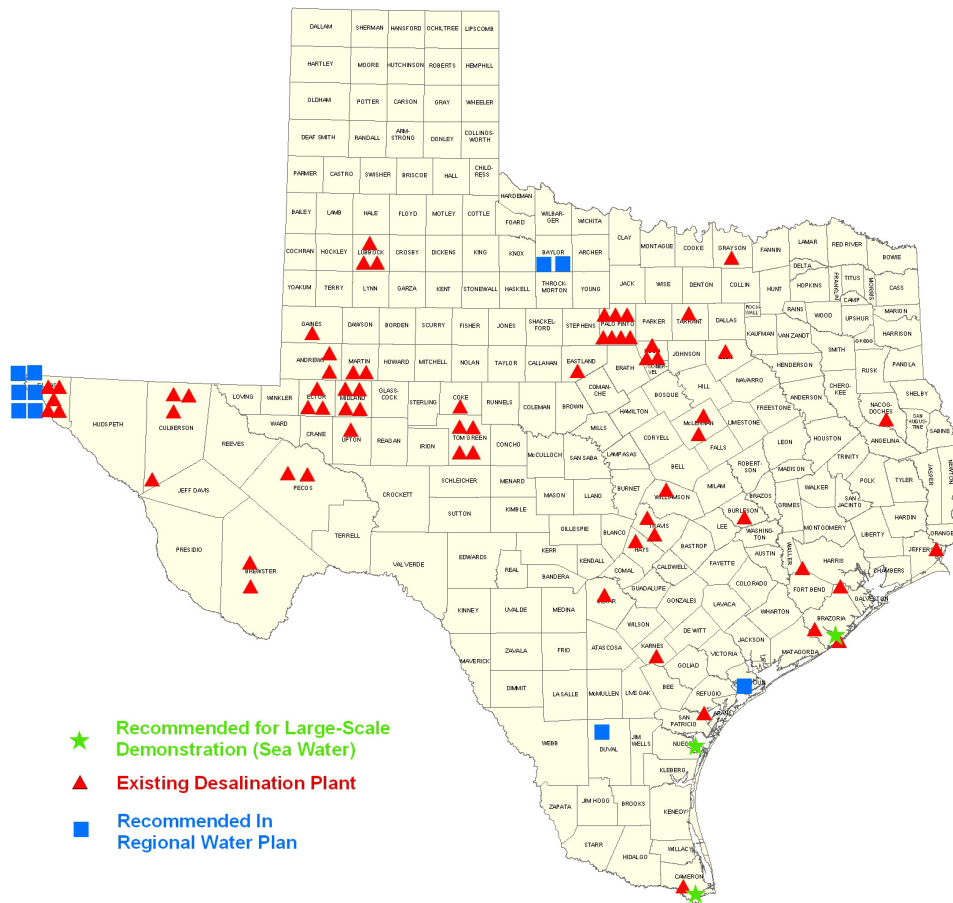 DALLAM SHERMAN HANSFORD OCHILTREE LIPSCOMB
HARTLEY MOORE HUTCHINSON ROBERTS HEMPHILL
OLDHAM POTTER CARSON GRAY WHEELER
DEAF SMITH RANDALL ARM-STRONG DONLEY COLLINGS-WORTH
PARMER CASTRO SWISHER BRISCOE HALL CHILD-RESS
HARDEMAN
BAILEY LAMB HALE FLOYD MOTLEY COTTLE FOARD WILBAR-GER WICHITA
CLAY MONTAGUE COOKE GRAYSON FANNIN LAMAR RED RIVER BOWIE
COCHRAN HOCKLEY LUBBOCK CROSBY DICKENS KING KNOX BAYLOR ARCHER
DELTA TITUS FRANKLIN MORRIS CASS
YOAKUM TERRY LYNN GARZA KENT STONEWALL HASKELL THROCK-MORTON YOUNG JACK WISE DENTON COLLIN HUNT HOPKINS
CAMP MARION
ROCK-WALL RAINS WOOD UPSHUR HARRISON
GAINES DAWSON BORDEN SCURRY FISHER JONES SHACKEL-FORD STEPHENS PALO PINTO PARKER TARRANT DALLAS KAUFMAN VAN ZANDT SMITH GREGG
ANDREWS MARTIN HOWARD MITCHELL NOLAN TAYLOR CALLAHAN EASTLAND ERATH JOHNSON HENDERSON RUSK PANOLA
LOVING WINKLER ECTOR MIDLAND GLASS-COCK STERLING COKE RUNNELS COLEMAN BROWN COMAN-CHE BOSQUE HILL NAVARRO ANDERSON CHERO-KEE SHELBY
HUDSPETH CULBERSON REEVES WARD CRANE UPTON REAGAN IRION TOM GREEN CONCHO MILLS HAMILTON MCLENNAN LIMESTONE FREESTONE NACOG-DOCHES SAN AUGUS-TINE SABINE
McCULLOCH SAN SABA LAMPASAS CORYELL FALLS LEON HOUSTON ANGELINA
JEFF DAVIS PECOS CROCKETT SCHLEICHER MENARD BELL ROBERT-SON MADISON TRINITY POLK TYLER JASPER
SUTTON KIMBLE MASON LLANO BURNET WILLIAMSON MILAM BRAZOS GRIMES WALKER SAN JACINTO HARDIN
PRESIDIO BREWSTER TERRELL VAL VERDE EDWARDS GILLESPIE BLANCO TRAVIS LEE BURLESON WASHING-TON MONTGOMERY LIBERTY ORANGE
REAL KERR KENDALL HAYS BASTROP AUSTIN WALLER HARRIS CHAMBERS
BANDERA COMAL CALDWELL FAYETTE COLORADO FORT BEND GALVESTON
KINNEY UVALDE MEDINA GUADALUPE GONZALES LAVACA WHARTON BRAZORIA
WILSON DE WITT JACKSON MATAGORDA
MAVERICK ZAVALA FRIO ATASCOSA KARNES GOLIAD VICTORIA
DIMMIT LA SALLE McMULLEN LIVE OAK BEE REFUGIO
SAN PATRICIO
WEBB DUVAL JIM WELLS
KLEBERG
ZAPATA JIM HOGG BROOKS KENEDY
STARR HIDALGO WILLACY
CAMERON
Recommended for Large-Scale
Demonstration (Sea Water)
Existing Desalination Plant
Recommended In
Regional Water Plan